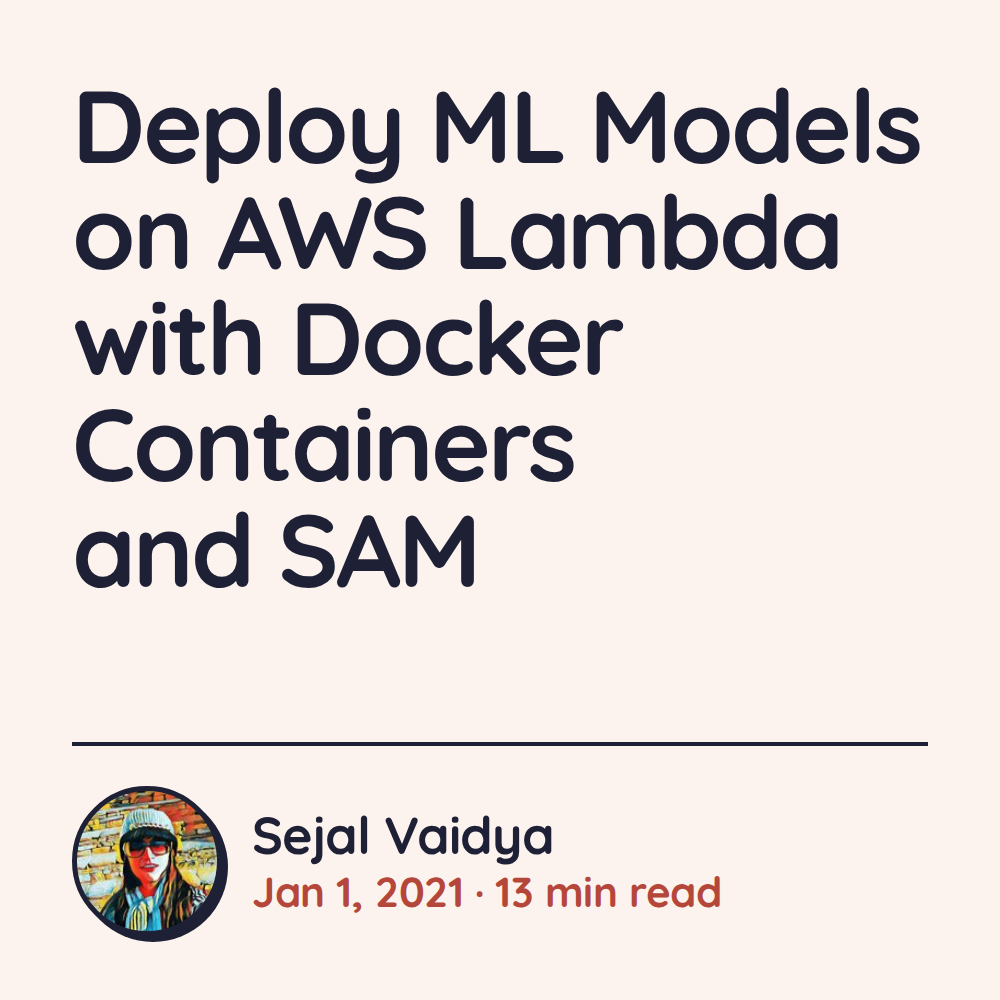 Deploy ML Models
on AWS Lambda
with Docker
Containers
and SAM
Sejal Vaidya
Jan 1, 2021 · 13 min read